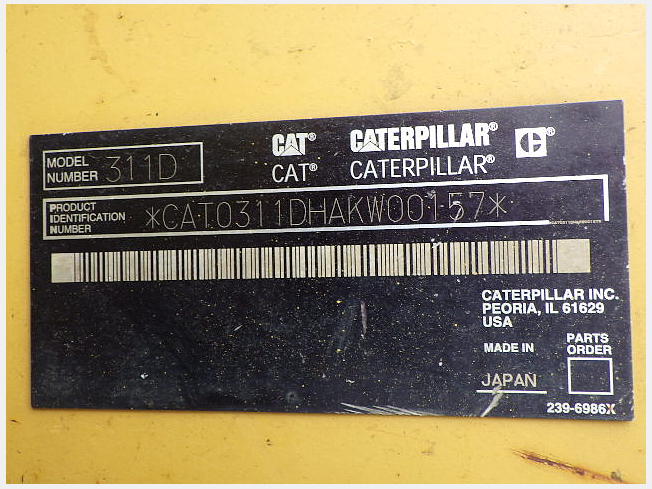 CAT® CATERPILLAR®
CAT® CATERPILLAR®
MODEL
NUMBER 311D
PRODUCT
IDENTIFICATION
NUMBER *CAT0311DHAKW00157*
CATERPILLAR INC.
PEORIA, IL 61629
USA
MADE IN
JAPAN
PARTS
ORDER
239-6986X